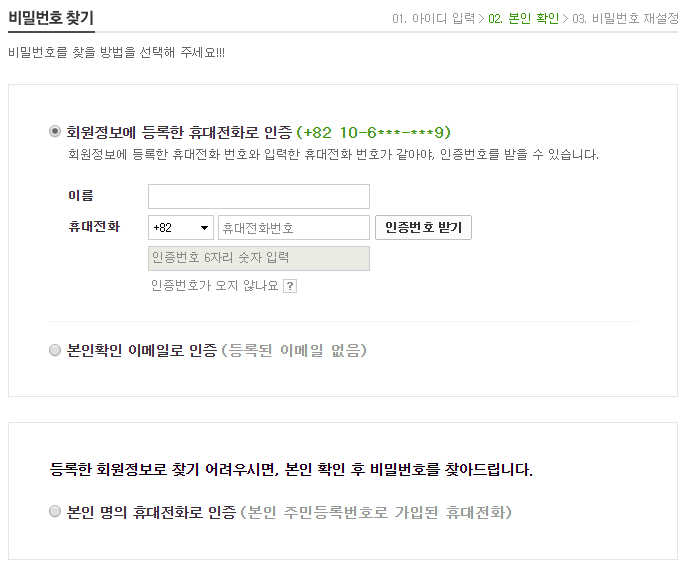 비밀번호 찾기
01. 아이디 입력 > 02. 본인 확인 > 03. 비밀번호 재설정
비밀번호를 찾을 방법을 선택해 주세요!!!
회원정보에 등록한 휴대전화로 인증 (+82 10-6***-***9)
회원정보에 등록한 휴대전화 번호와 입력한 휴대전화 번호가 같아야, 인증번호를 받을 수 있습니다.
이름
휴대전화 +82 휴대전화번호 인증번호 받기
인증번호 6자리 숫자 입력
인증번호가 오지 않나요 ?
본인확인 이메일로 인증 (등록된 이메일 없음)
등록한 회원정보로 찾기 어려우시면, 본인 확인 후 비밀번호를 찾아드립니다.
본인 명의 휴대전화로 인증 (본인 주민등록번호로 가입된 휴대전화)